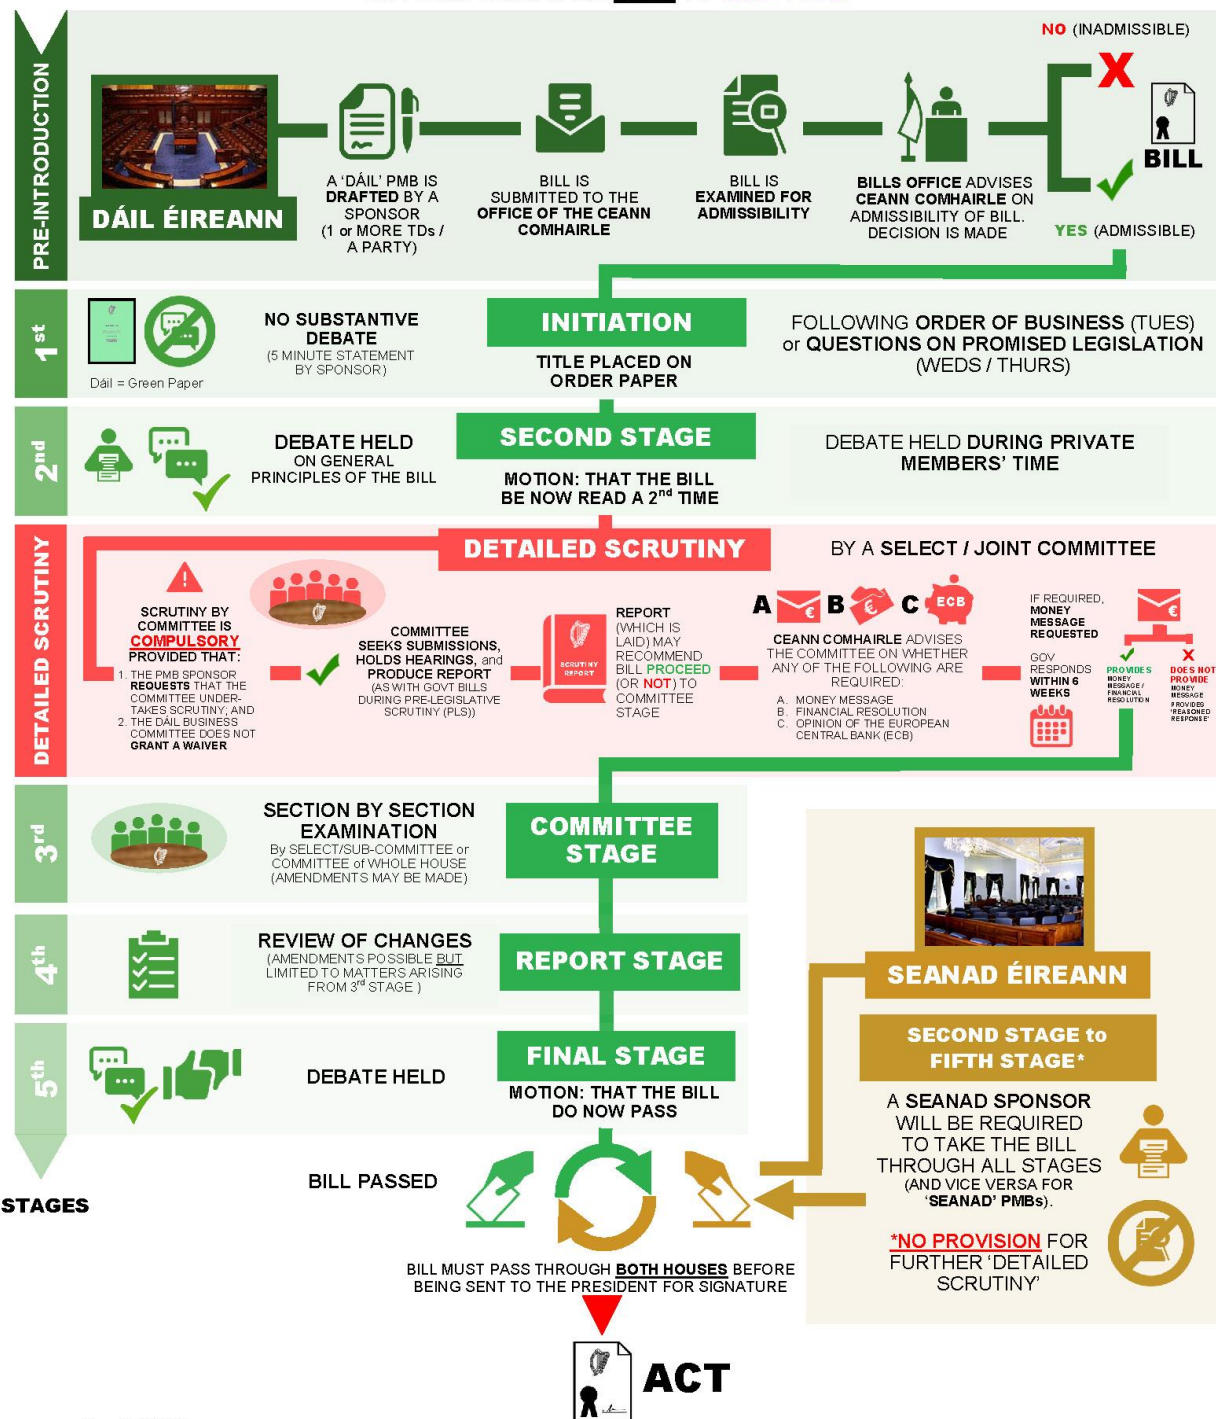 PRE-INTRODUCTION
DÁIL ÉIREANN
A ‘DÁIL’ PMB IS
DRAFTED BY A
SPONSOR
(1 or MORE TDs /
A PARTY)
BILL IS
SUBMITTED TO THE
OFFICE OF THE CEANN
COMHAIRLE
BILL IS
EXAMINED FOR
ADMISSIBILITY
BILLS OFFICE ADVISES
CEANN COMHAIRLE ON
ADMISSIBILITY OF BILL.
DECISION IS MADE
NO (INADMISSIBLE)
X
BILL
YES (ADMISSIBLE)
1st
Dáil = Green Paper
NO SUBSTANTIVE
DEBATE
(5 MINUTE STATEMENT
BY SPONSOR)
INITIATION
TITLE PLACED ON
ORDER PAPER
FOLLOWING ORDER OF BUSINESS (TUES)
or QUESTIONS ON PROMISED LEGISLATION
(WEDS / THURS)
2nd
DEBATE HELD
ON GENERAL
PRINCIPLES OF THE BILL
SECOND STAGE
MOTION: THAT THE BILL
BE NOW READ A 2nd TIME
DEBATE HELD DURING PRIVATE
MEMBERS’ TIME
DETAILED SCRUTINY
DETAILED SCRUTINY
BY A SELECT / JOINT COMMITTEE
SCRUTINY BY
COMMITTEE IS
COMPULSORY
PROVIDED THAT:
1. THE PMB SPONSOR
REQUESTS THAT THE
COMMITTEE UNDER-
TAKES SCRUTINY; AND
2. THE DÁIL BUSINESS
COMMITTEE DOES NOT
GRANT A WAIVER
COMMITTEE
SEEKS SUBMISSIONS,
HOLDS HEARINGS, and
PRODUCE REPORT
(AS WITH GOVT BILLS
DURING PRE-LEGISLATIVE
SCRUTINY (PLS))
SCRUTINY
REPORT
REPORT
(WHICH IS
LAID) MAY
RECOMMEND
BILL PROCEED
(OR NOT) TO
COMMITTEE
STAGE
A € B € C ECB
CEANN COMHAIRLE ADVISES
THE COMMITTEE ON WHETHER
ANY OF THE FOLLOWING ARE
REQUIRED:
A. MONEY MESSAGE
B. FINANCIAL RESOLUTION
C. OPINION OF THE EUROPEAN
CENTRAL BANK (ECB)
IF REQUIRED,
MONEY
MESSAGE
REQUESTED
GOV
RESPONDS
WITHIN 6
WEEKS
€
PROVIDES
MONEY
MESSAGE /
FINANCIAL
RESOLUTION
X
DOES NOT
PROVIDE
MONEY
MESSAGE
PROVIDES
‘REASONED
RESPONSE’
3rd
SECTION BY SECTION
EXAMINATION
By SELECT/SUB-COMMITTEE or
COMMITTEE of WHOLE HOUSE
(AMENDMENTS MAY BE MADE)
COMMITTEE
STAGE
4th
REVIEW OF CHANGES
(AMENDMENTS POSSIBLE BUT
LIMITED TO MATTERS ARISING
FROM 3rd STAGE )
REPORT STAGE
5th
DEBATE HELD
FINAL STAGE
MOTION: THAT THE BILL
DO NOW PASS
STAGES
BILL PASSED
BILL MUST PASS THROUGH BOTH HOUSES BEFORE
BEING SENT TO THE PRESIDENT FOR SIGNATURE
ACT
SEANAD ÉIREANN
SECOND STAGE to
FIFTH STAGE*
A SEANAD SPONSOR
WILL BE REQUIRED
TO TAKE THE BILL
THROUGH ALL STAGES
(AND VICE VERSA FOR
‘SEANAD’ PMBs).
*NO PROVISION FOR
FURTHER ‘DETAILED
SCRUTINY’